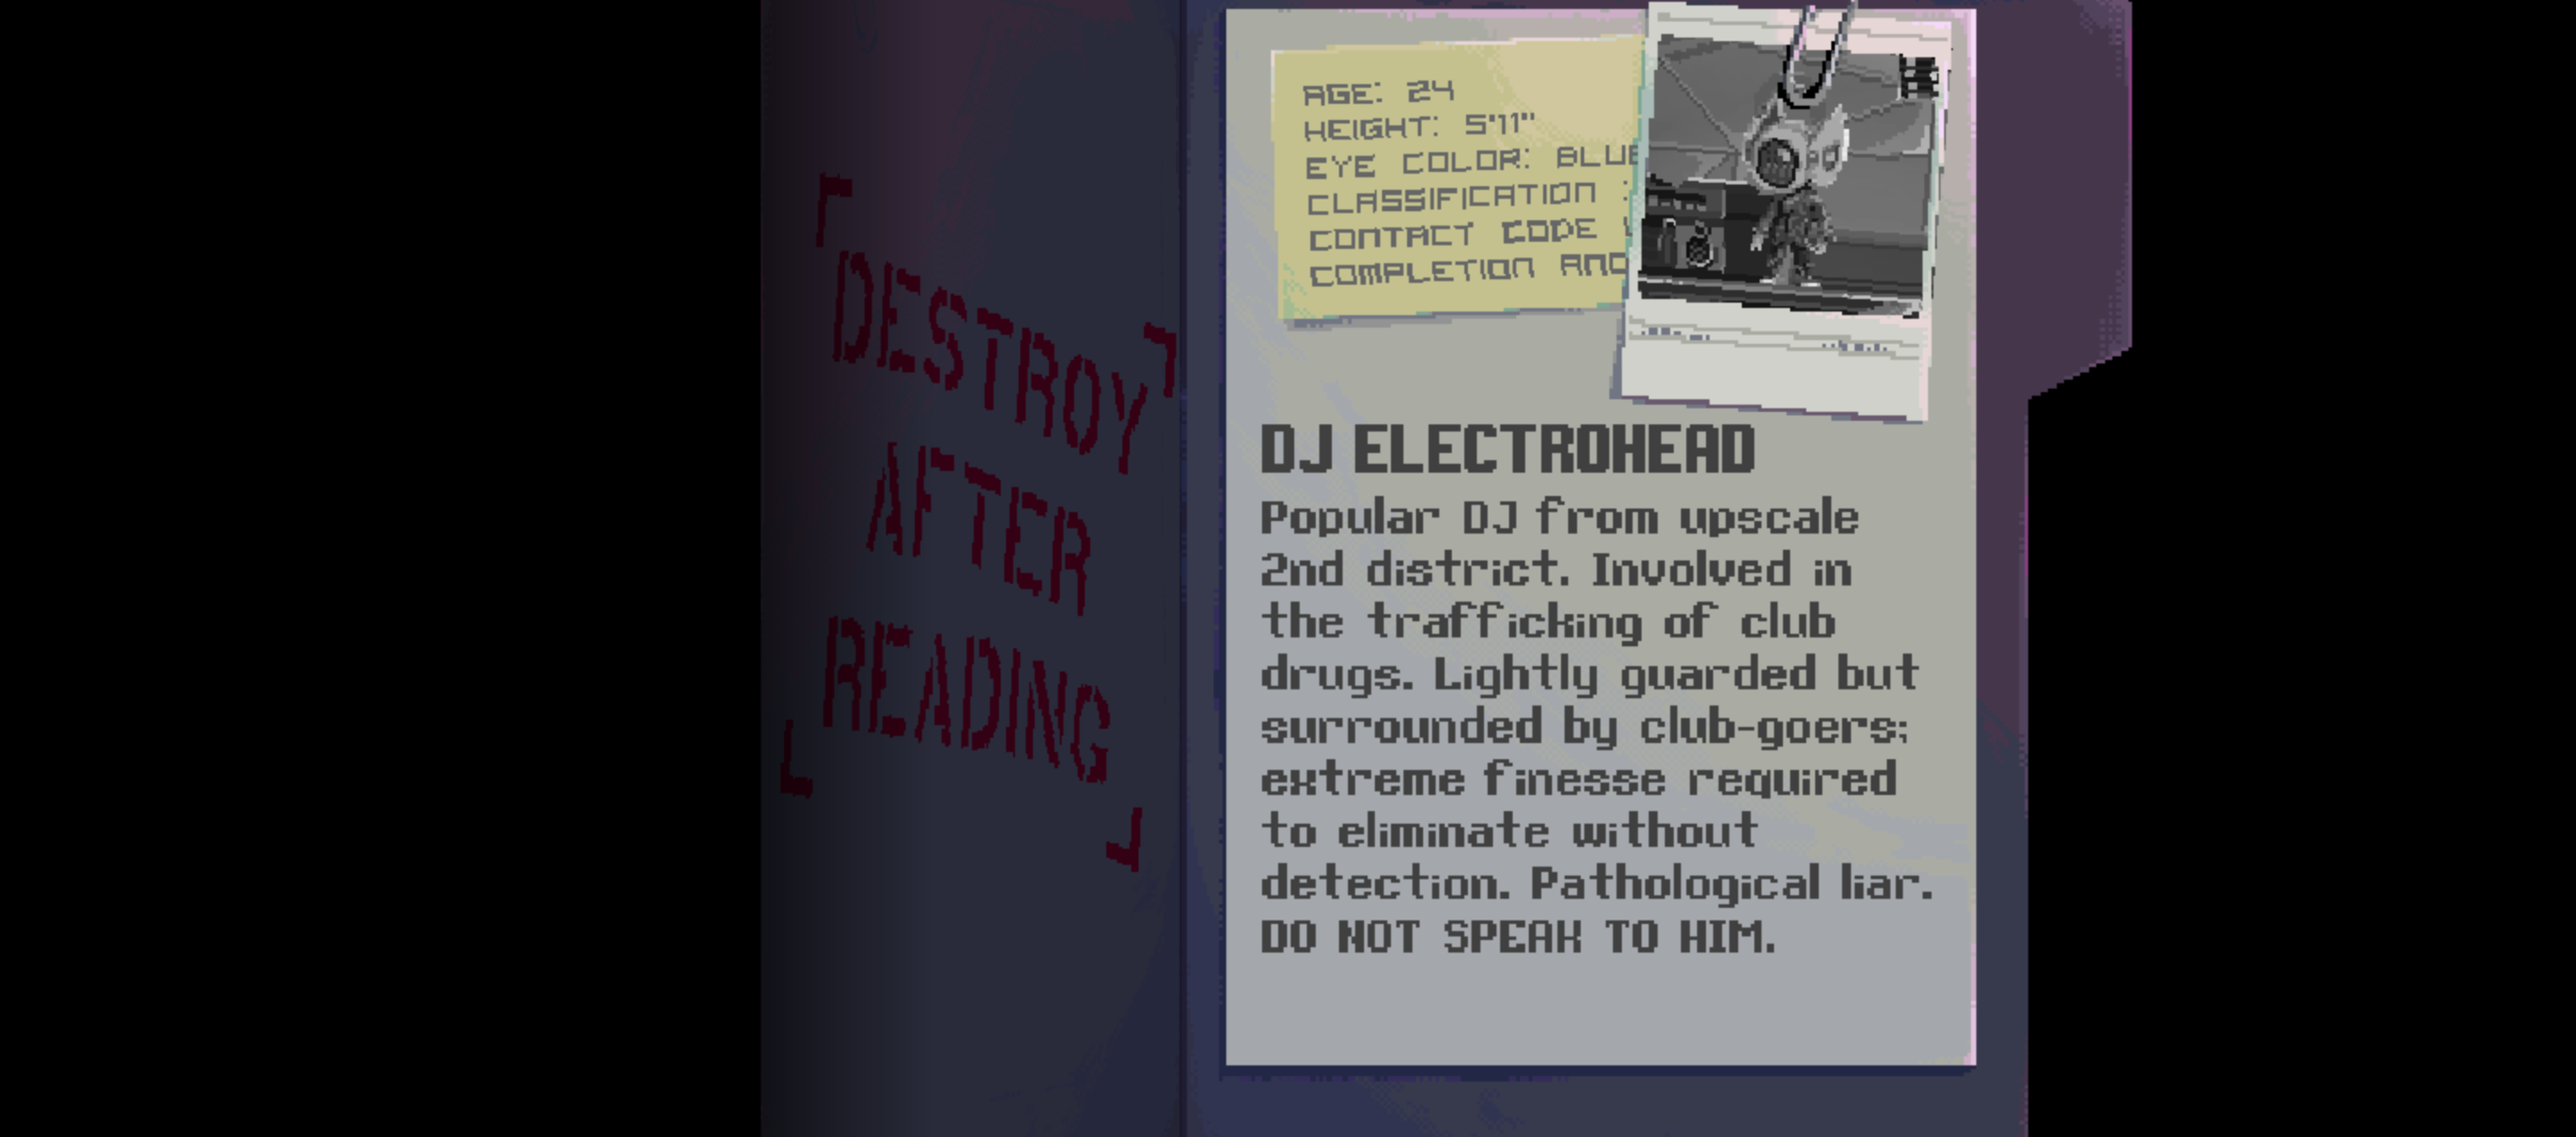 DESTROY
AFTER
READING
AGE: 24
HEIGHT: 5'11"
EYE COLOR: BLUE
CLASSIFICATION :
CONTACT CODE
COMPLETION AND
DJ ELECTROHEAD
Popular DJ from upscale
2nd district. Involved in
the trafficking of club
drugs. Lightly guarded but
surrounded by club-goers;
extreme finesse required
to eliminate without
detection. Pathological liar.
DO NOT SPEAK TO HIM.